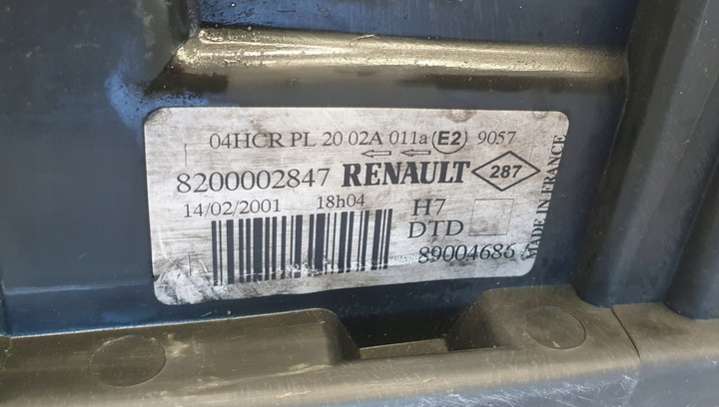 04HCR PL 20 02A 011a E2 9057
8200002847 RENAULT 287
14/02/2001 18h04 H7
DTD
89004686
MADE IN FRANCE